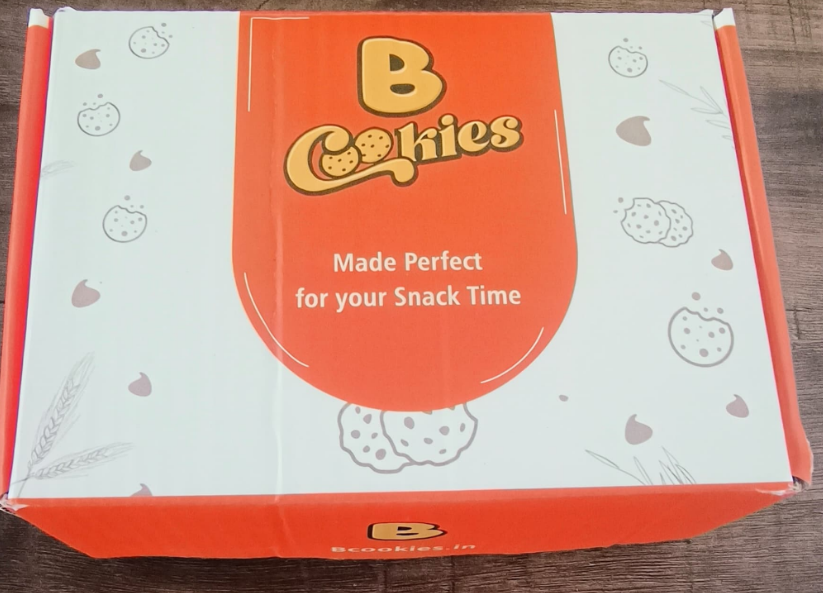 B
Cookies
Made Perfect
for your Snack Time
B
Bcookies.in